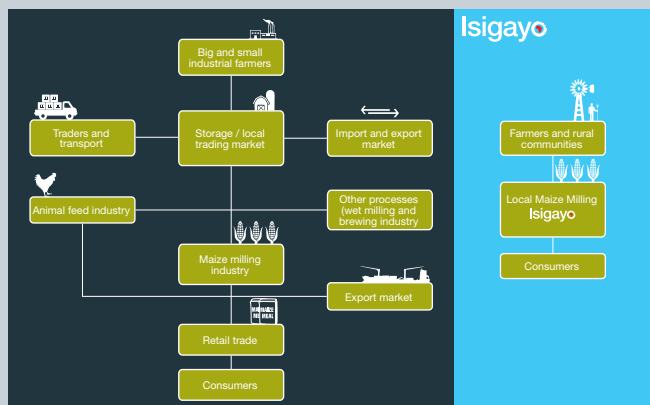 Isigayo
Big and small
industrial farmers
Traders and
transport
Storage / local
trading market
Import and export
market
Farmers and rural
communities
Animal feed industry
Other processes
(wet milling and
brewing industry
Local Maize Milling
Isigayo
Maize milling
industry
Consumers
Export market
MAIZE
MEAL
Retail trade
Consumers